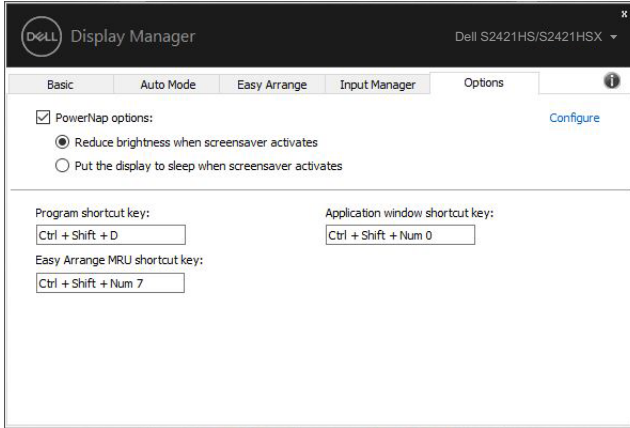 DELL Display Manager
x
Dell S2421HS/S2421HSX
Basic Auto Mode Easy Arrange Input Manager Options
PowerNap options:
Configure
Reduce brightness when screensaver activates
Put the display to sleep when screensaver activates
Program shortcut key:
Application window shortcut key:
Ctrl + Shift + D
Ctrl + Shift + Num 0
Easy Arrange MRU shortcut key:
Ctrl + Shift + Num 7